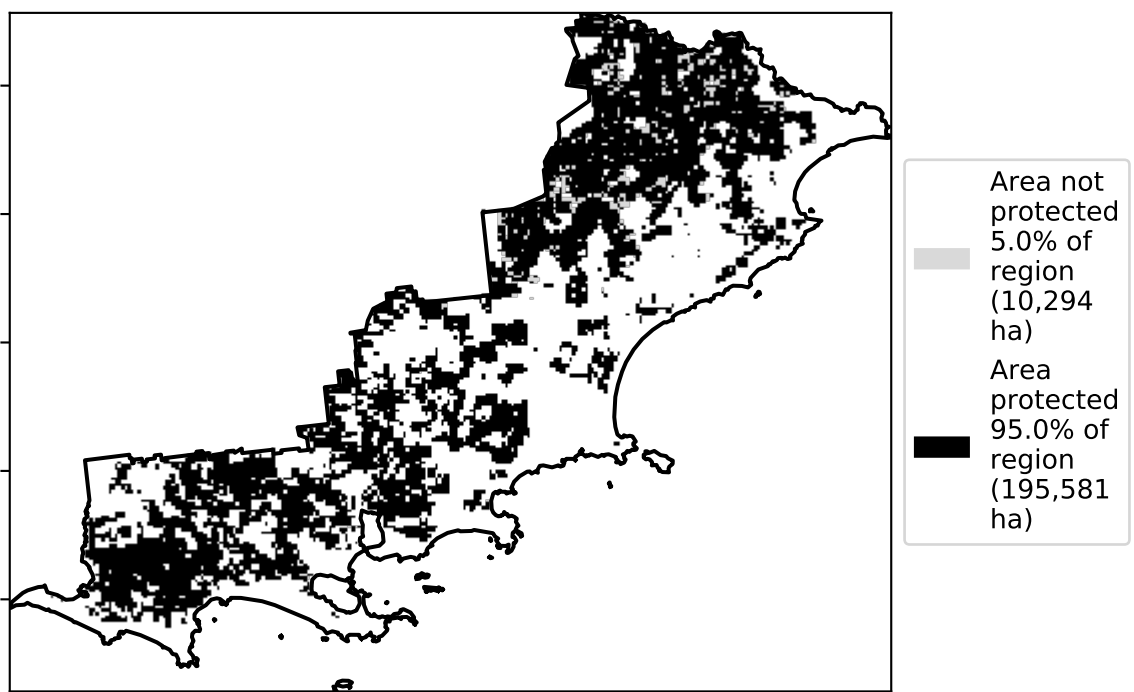 Area not
protected
5.0% of
region
(10,294
ha)
Area
protected
95.0% of
region
(195,581
ha)